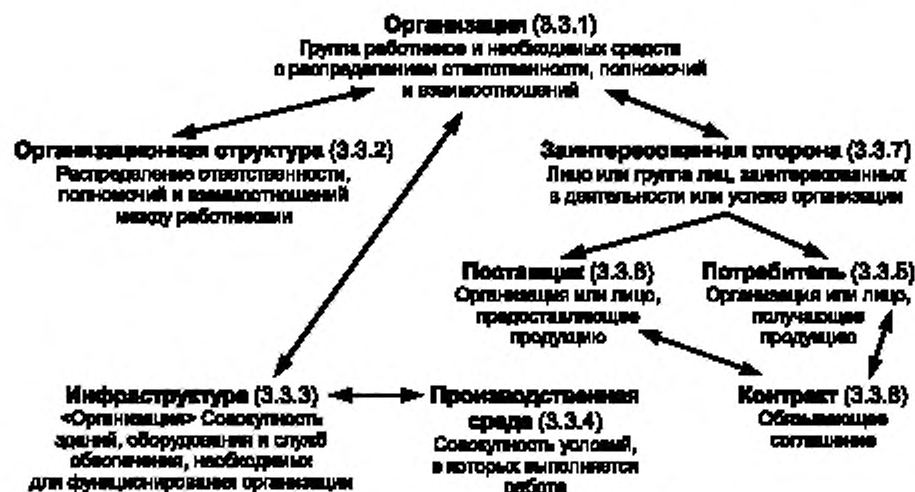 Организация (3.3.1)
Группа работников и необходимых средств
с распределением ответственности, полномочий
и взаимоотношений
Организационная структура (3.3.2)
Распределение ответственности,
полномочий и взаимоотношений
между работниками
Заинтересованная сторона (3.3.7)
Лицо или группа лиц, заинтересованных
в деятельности или успехе организации
Поставщик (3.3.6)
Организация или лицо,
предоставляющие
продукцию
Потребитель (3.3.5)
Организация или лицо,
получающие
продукцию
Инфраструктура (3.3.3)
«Организация» Совокупность
зданий, оборудования и служб
обеспечения, необходимых
для функционирования организации
Производственная
среда (3.3.4)
Совокупность условий,
в которых выполняется
работа
Контракт (3.3.8)
Обязывающее
соглашение